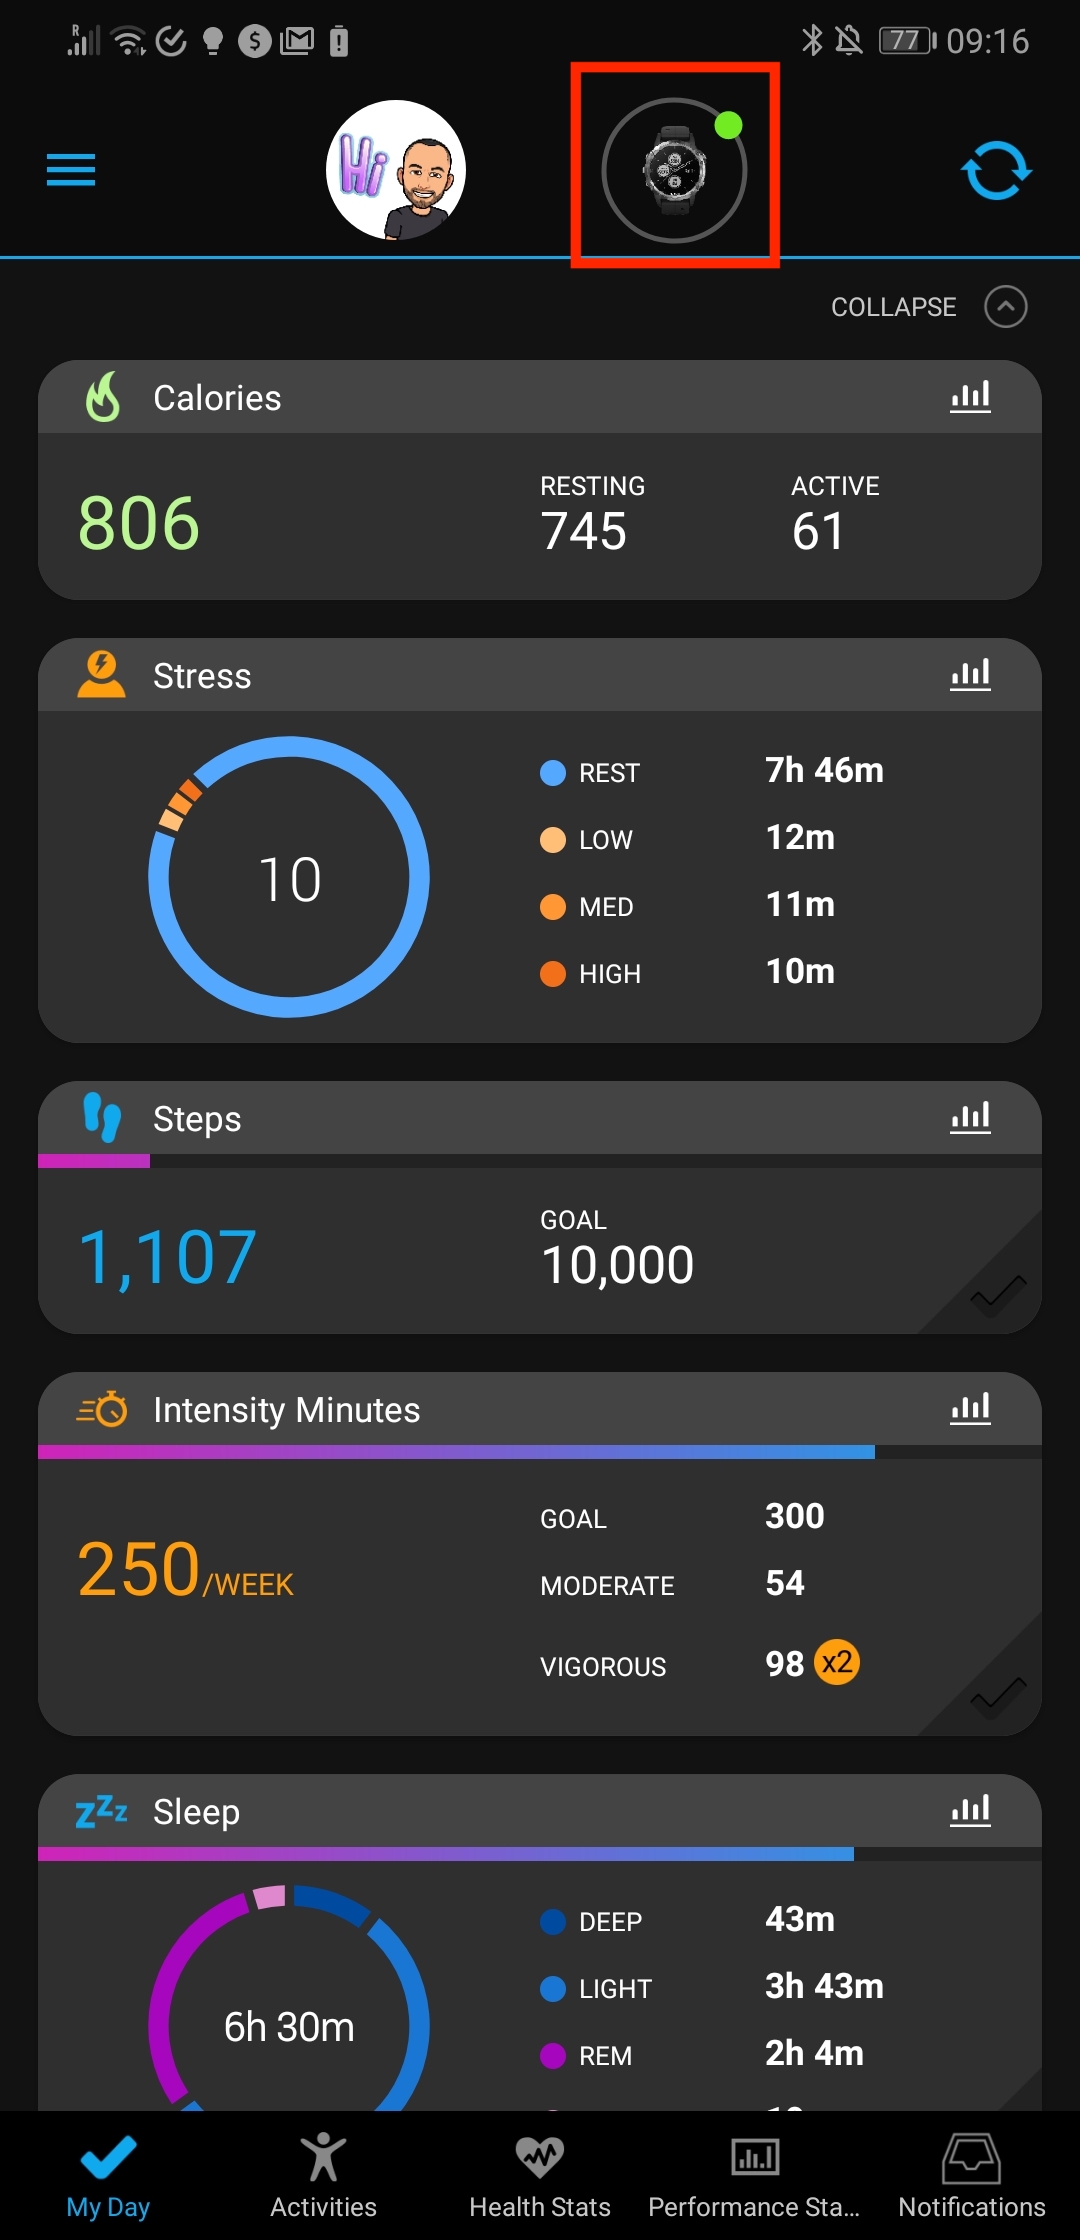 R
77 09:16
Hi
COLLAPSE
Calories
806
RESTING
745
ACTIVE
61
Stress
10
REST 7h 46m
LOW 12m
MED 11m
HIGH 10m
Steps
1,107
GOAL
10,000
Intensity Minutes
250/WEEK
GOAL 300
MODERATE 54
VIGOROUS 98 x2
zzz Sleep
6h 30m
DEEP 43m
LIGHT 3h 43m
REM 2h 4m
My Day
Activities
Health Stats
Performance Sta...
Notifications